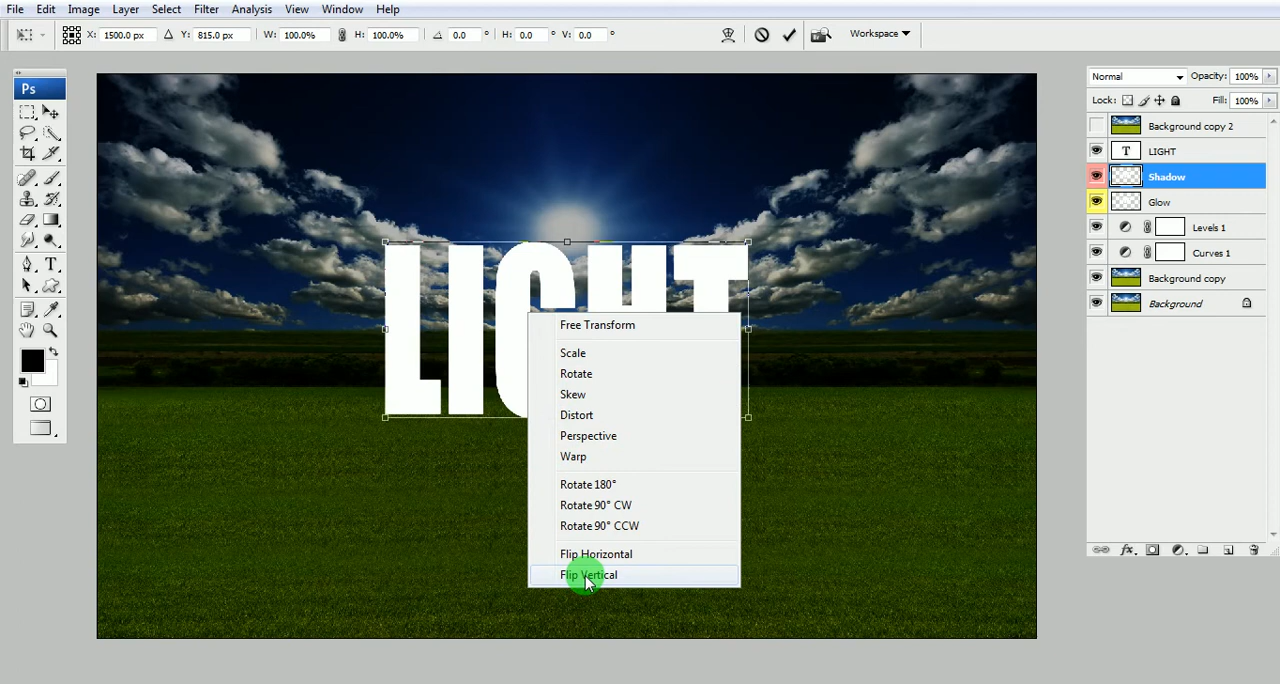 File Edit Image Layer Select Filter Analysis View Window Help
X: 1500.0 px Y: 815.0 px W: 100.0% H: 100.0% 0.0 ° H: 0.0 V: 0.0 ° Workspace
Ps
Normal Opacity: 100%
Lock: Fill: 100%
Background copy 2
T LIGHT
Shadow
Glow
Levels 1
Curves 1
Background copy
Background
LIGHT
Free Transform
Scale
Rotate
Skew
Distort
Perspective
Warp
Rotate 180°
Rotate 90° CW
Rotate 90° CCW
Flip Horizontal
Flip Vertical
T
fx